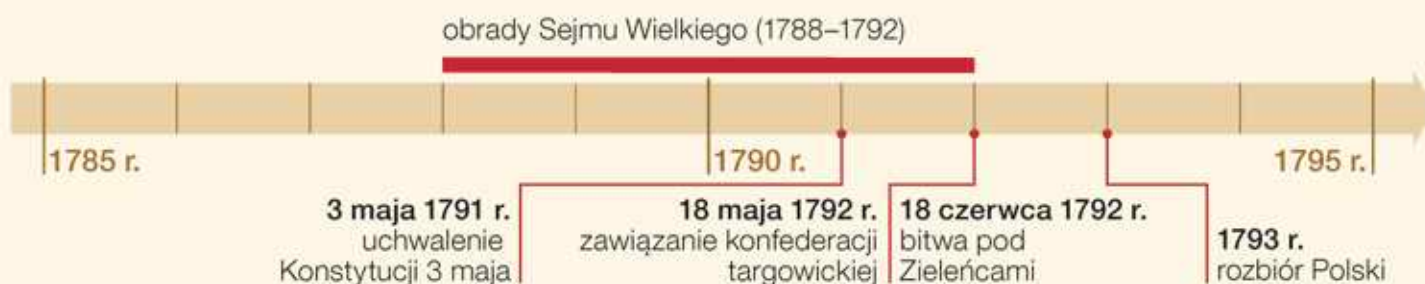 obrady Sejmu Wielkiego (1788–1792)
1785 r.
1790 r.
1795 r.
3 maja 1791 r.
uchwalenie
Konstytucji 3 maja
18 maja 1792 r.
zawiązanie konfederacji
targowickiej
18 czerwca 1792 r.
bitwa pod
Zieleńcami
1793 r.
rozbiór Polski